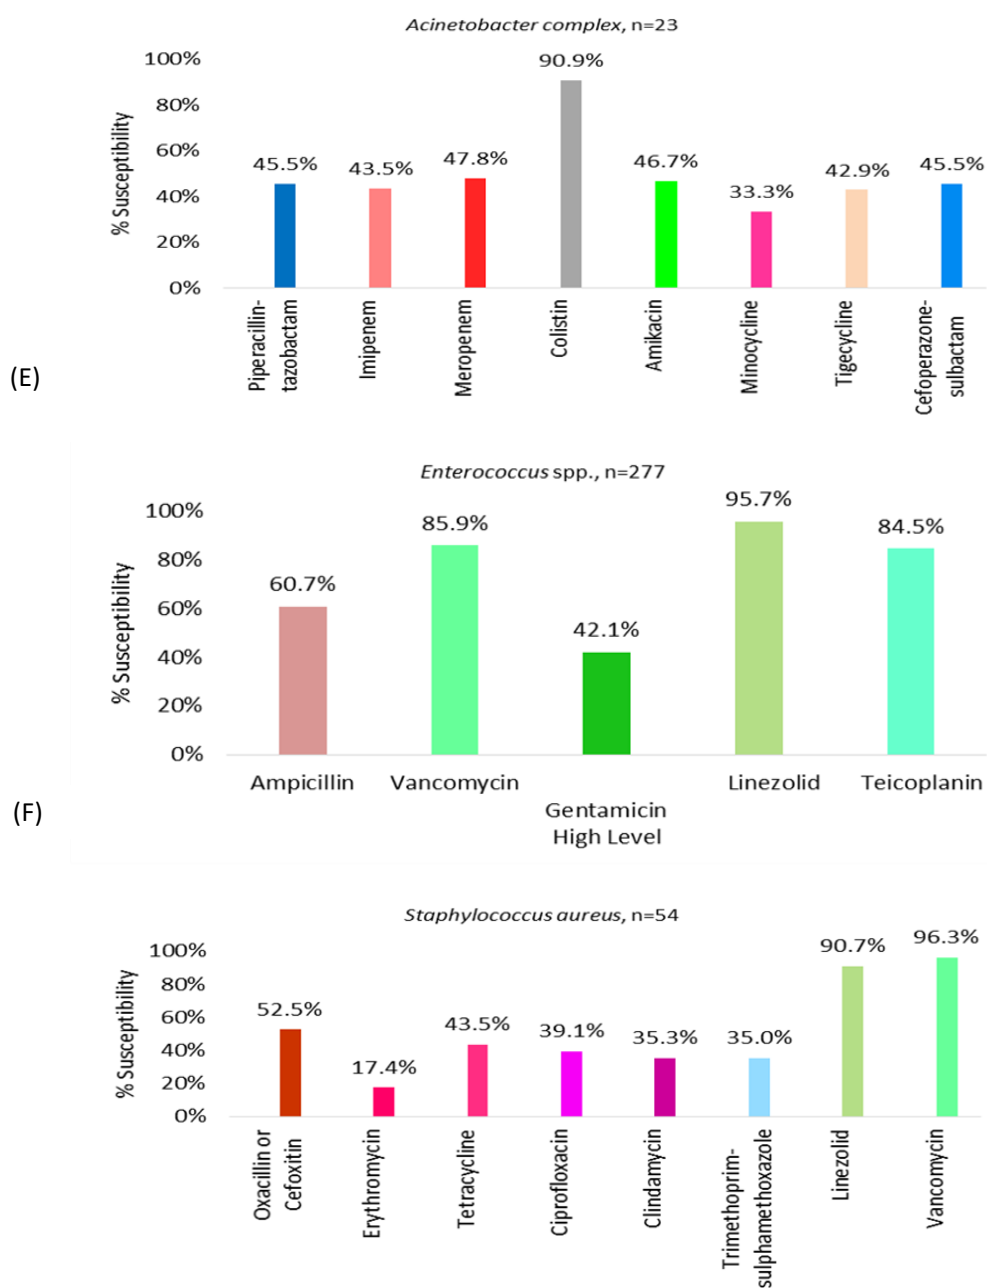 Acinetobacter complex, n=23
% Susceptibility
100%
80%
60%
40%
20%
0%
45.5%
43.5%
47.8%
90.9%
46.7%
33.3%
42.9%
45.5%
Piperacillin-
tazobactam
Imipenem
Meropenem
Colistin
Amikacin
Minocycline
Tigecycline
Cefoperazone-
sulbactam
(E)
Enterococcus spp., n=277
% Susceptibility
100%
80%
60%
40%
20%
0%
60.7%
85.9%
42.1%
95.7%
84.5%
Ampicillin
Vancomycin
Gentamicin
High Level
Linezolid
Teicoplanin
(F)
Staphylococcus aureus, n=54
% Susceptibility
100%
80%
60%
40%
20%
0%
52.5%
17.4%
43.5%
39.1%
35.3%
35.0%
90.7%
96.3%
Oxacillin or
Cefoxitin
Erythromycin
Tetracycline
Ciprofloxacin
Clindamycin
Trimethoprim-
sulphamethoxazole
Linezolid
Vancomycin